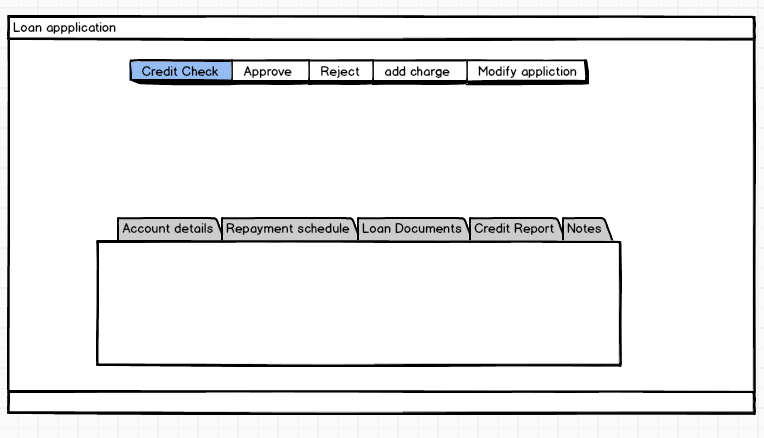 Loan appplication
Credit Check Approve Reject add charge Modify appliction
Account details Repayment schedule Loan Documents Credit Report Notes